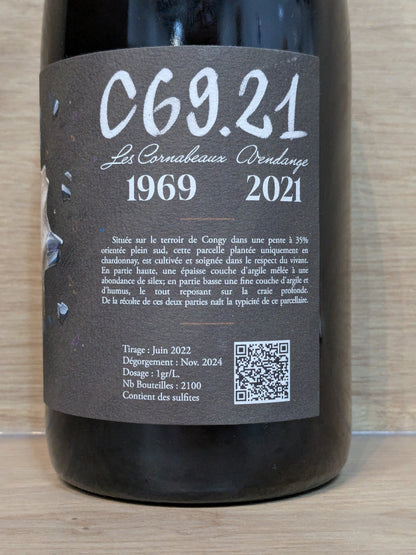 C69.21
Les Cornabeaux Vendange
1969 2021
Située sur le terroir de Congy dans une pente à 35%
orientée plein sud, cette parcelle plantée uniquement en
chardonnay, est cultivée et soignée dans le respect du vivant.
En partie haute, une épaisse couche d'argile mêlée à une
abondance de silex; en partie basse une fine couche d'argile et
d'humus, le tout reposant sur la craie profonde.
De la récolte de ces deux parties naît la typicité de ce parcellaire.
Tirage : Juin 2022
Dégorgement : Nov. 2024
Dosage : 1gr/L.
Nb Bouteilles : 2100
Contient des sulfites